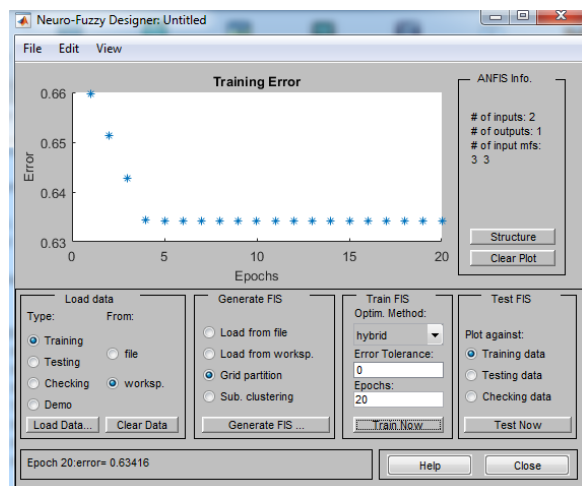 Neuro-Fuzzy Designer: Untitled
File Edit View
Training Error
0.66
0.65
0.64
0.63
Error
0 5 10 15 20
Epochs
ANFIS Info.
# of inputs: 2
# of outputs: 1
# of input mfs:
3 3
Structure
Clear Plot
Load data
Type: From:
Training
Testing
Checking
Demo
file
worksp.
Load Data... Clear Data
Generate FIS
Load from file
Load from worksp.
Grid partition
Sub. clustering
Generate FIS ...
Train FIS
Optim. Method:
hybrid
Error Tolerance:
0
Epochs:
20
Train Now
Test FIS
Plot against:
Training data
Testing data
Checking data
Test Now
Epoch 20:error= 0.63416
Help Close